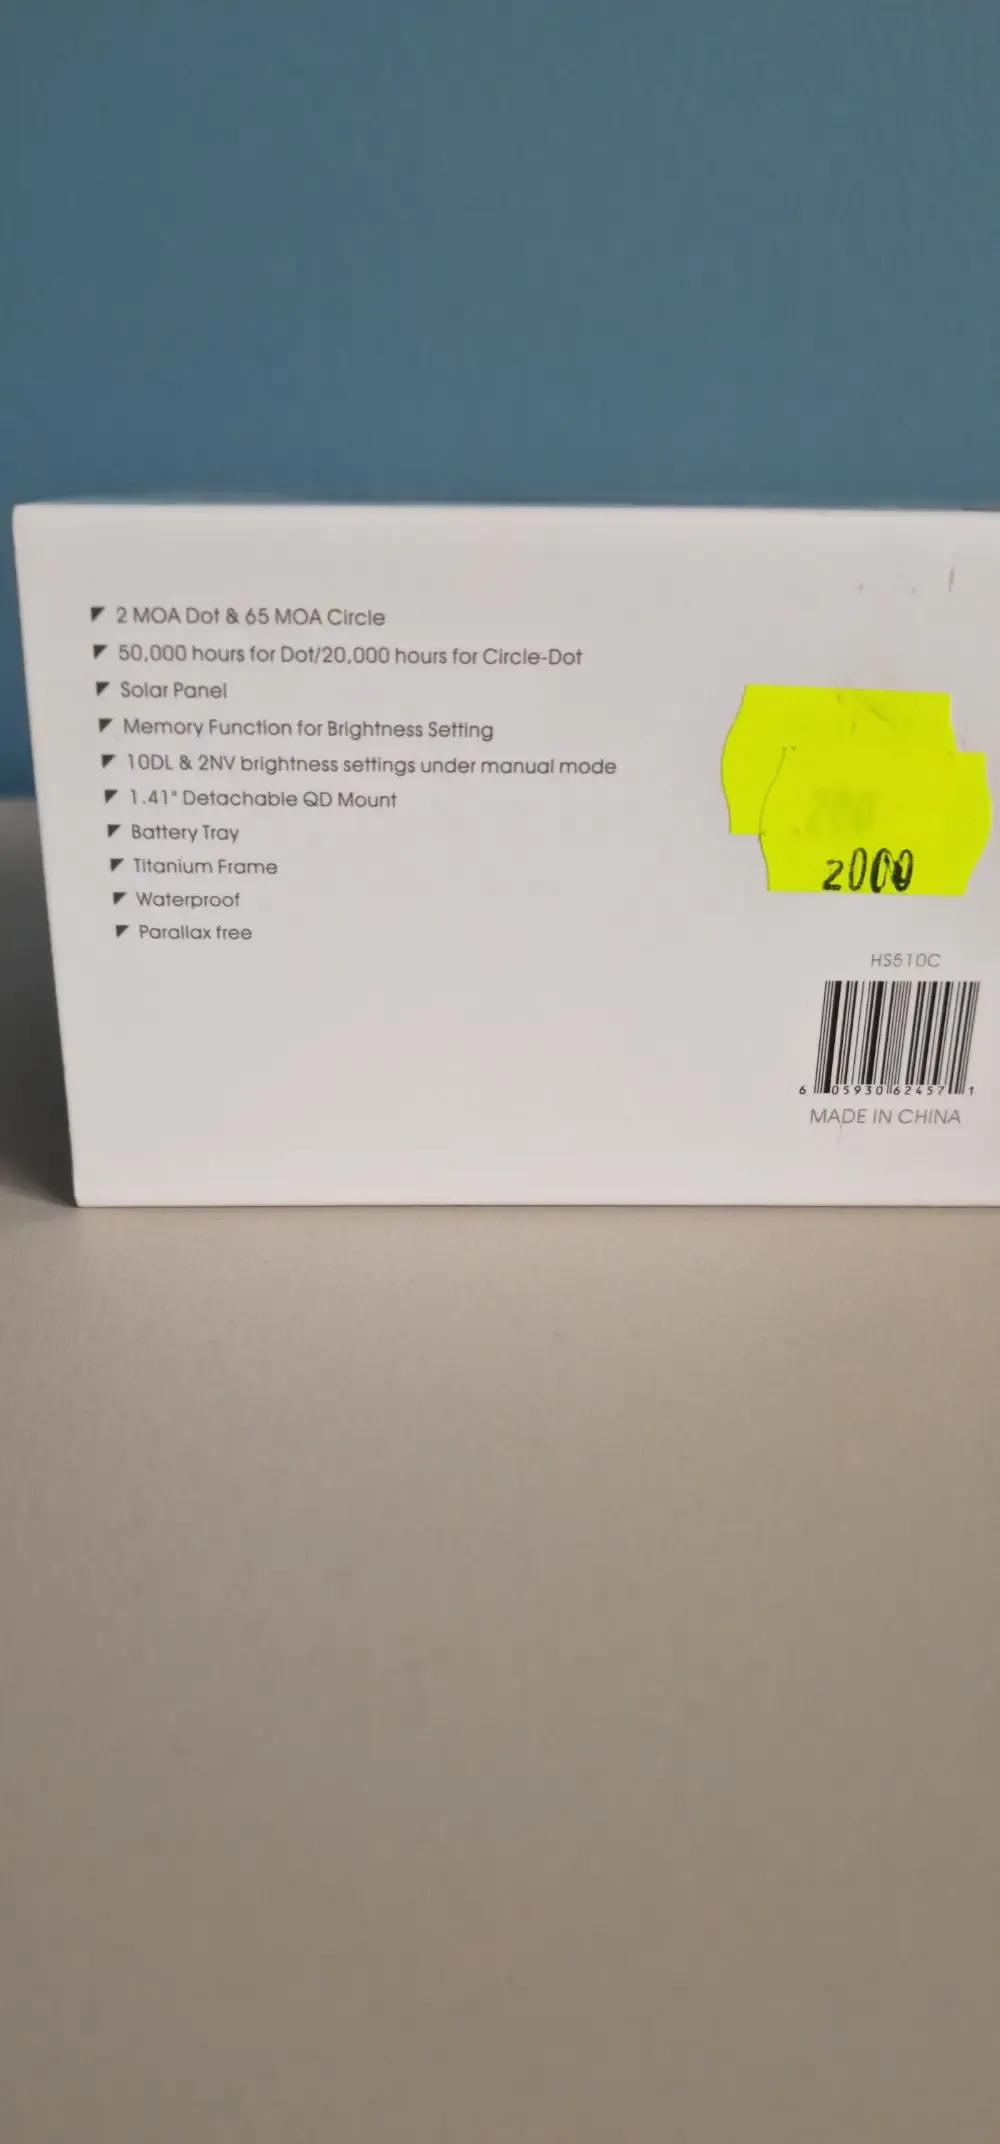 2 MOA Dot & 65 MOA Circle
50,000 hours for Dot/20,000 hours for Circle-Dot
Solar Panel
Memory Function for Brightness Setting
10DL & 2NV brightness settings under manual mode
1.41" Detachable QD Mount
Battery Tray
Titanium Frame
Waterproof
Parallax free
2000
HS510C
6 05930 62457 1
MADE IN CHINA